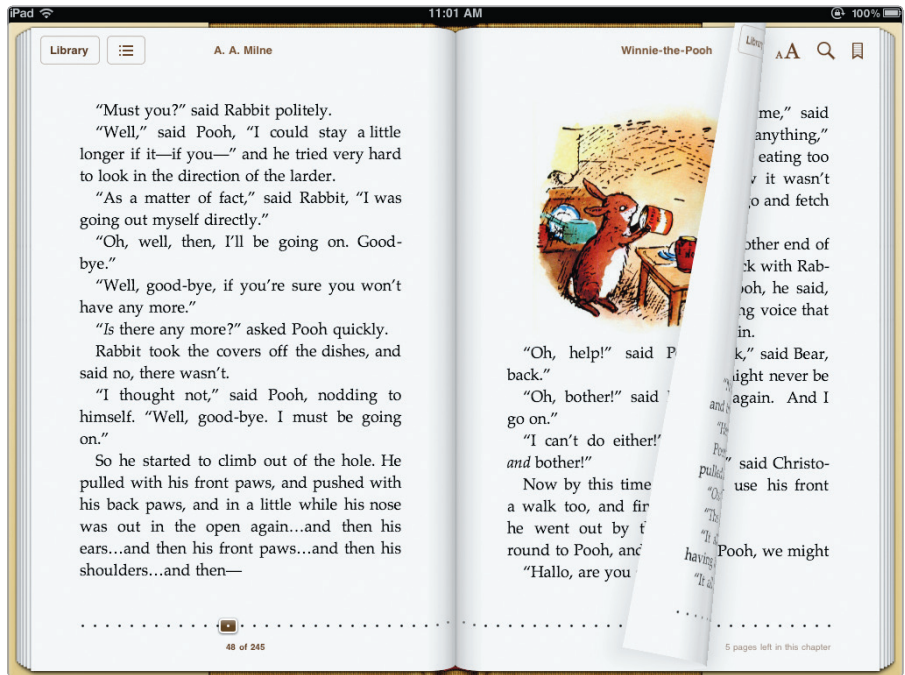 iPad 11:01 AM 100%
Library A. A. Milne Winnie-the-Pooh AA
“Must you?” said Rabbit politely.
“Well,” said Pooh, “I could stay a little
longer if it—if you—” and he tried very hard
to look in the direction of the larder.
“As a matter of fact,” said Rabbit, “I was
going out myself directly.”
“Oh, well, then, I’ll be going on. Good-
bye.”
“Well, good-bye, if you’re sure you won’t
have any more.”
“Is there any more?” asked Pooh quickly.
Rabbit took the covers off the dishes, and
said no, there wasn’t.
“I thought not,” said Pooh, nodding to
himself. “Well, good-bye. I must be going
on.”
So he started to climb out of the hole. He
pulled with his front paws, and pushed with
his back paws, and in a little while his nose
was out in the open again…and then his
ears…and then his front paws…and then his
shoulders…and then—
48 of 245
“Oh, help!” said
back.”
“Oh, bother!” said
go on.”
“I can’t do either!”
and bother!”
Now by this time
a walk too, and
he went out by
round to Pooh, and
“Hallo, are you
Library
and
pulled
“Oh
“It
having
“It
me,” said
anything,”
eating too
it wasn’t
go and fetch
other end of
with Rab-
he said,
voice that
in.
said Bear,
might never be
again. And I
said Christo-
use his front
Pooh, we might
5 pages left in this chapter